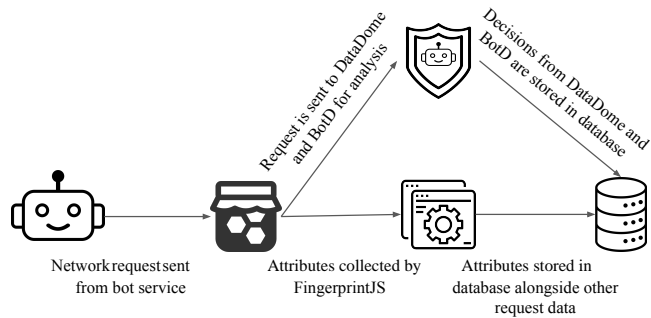 Request is sent to DataDome
and BotD for analysis
Decisions from DataDome and
BotD are stored in
database
Network request sent
from bot service
Attributes collected by
FingerprintJS
Attributes stored in
database alongside other
request data